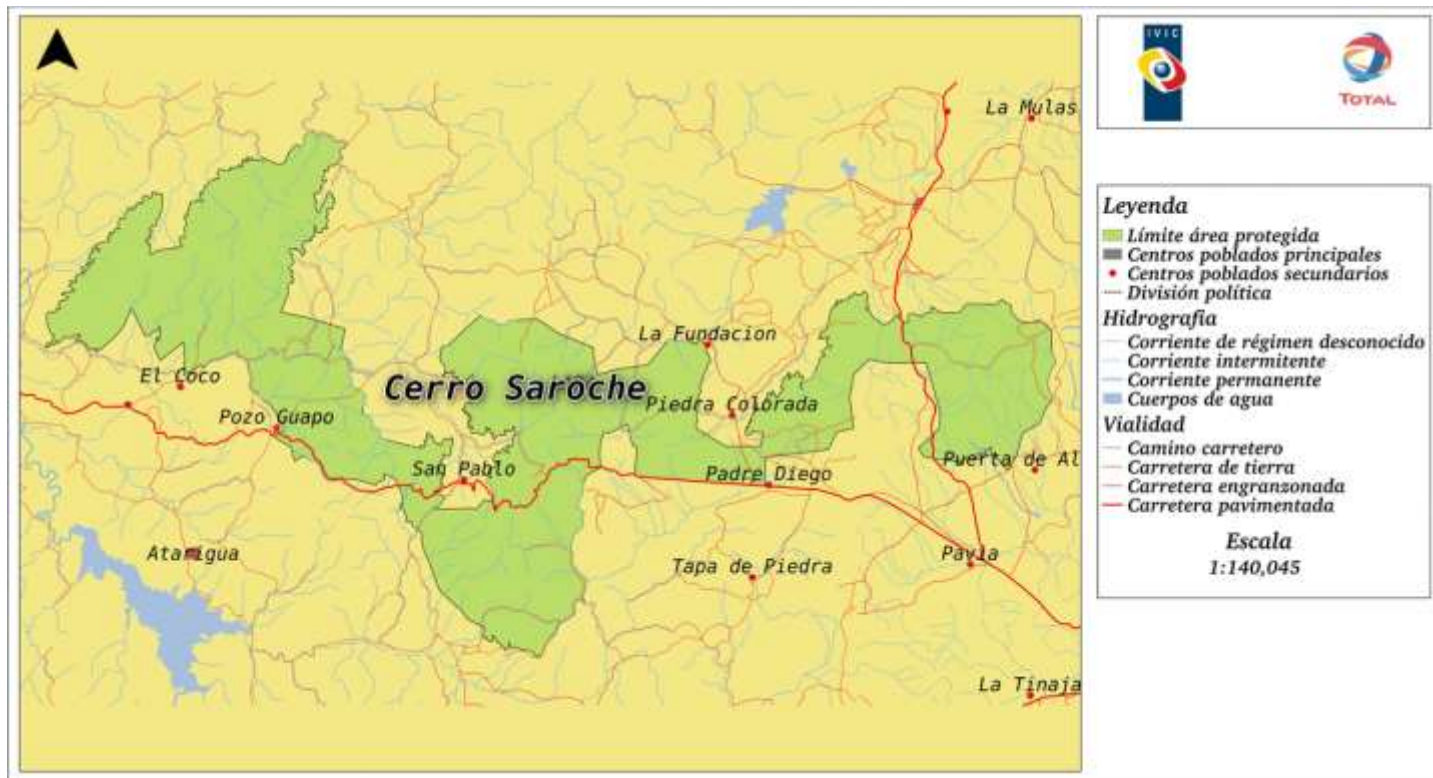 IVIC
TOTAL
La Mulas
La Fundacion
El Coco
Cerro Saroche
Piedra Colorada
Pozo Guapo
San Pablo
Padre Diego
Puerta de Al
Atarigua
Tapa de Piedra
Pavia
La Tinaja
Leyenda
Límite área protegida
Centros poblados principales
Centros poblados secundarios
División política
Hidrografía
Corriente de régimen desconocido
Corriente intermitente
Corriente permanente
Cuerpos de agua
Vialidad
Camino carretero
Carretera de tierra
Carretera engranzonada
Carretera pavimentada
Escala
1:140,045